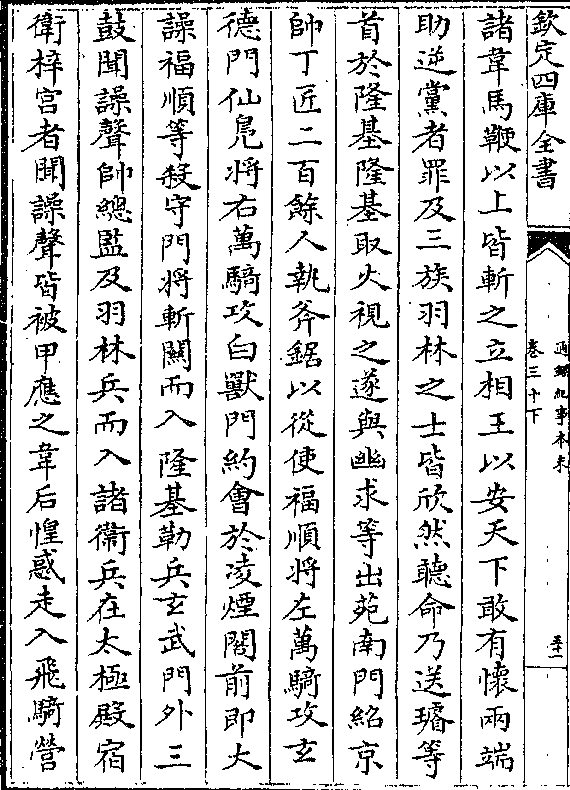 欽定四庫全書
通鑑紀事本末
卷三十下
五十一
諸韋馬鞭以上皆斬之立相王以安天下敢有懷兩端
助逆黨者罪及三族羽林之士皆欣然聽命乃送璿等
首於隆基隆基取火視之遂與幽求等出苑南門紹京
帥丁匠二百餘人執斧鋸以從使福順將左萬騎攻玄
德門仙鳧將右萬騎攻白獸門約會於凌煙閣前即大
譟福順等殺守門將斬關而入隆基勒兵玄武門外三
鼓聞譟聲帥總監及羽林兵而入諸衛兵在太極殿宿
衛梓宫者聞譟聲皆被甲應之韋后惶惑走入飛騎營